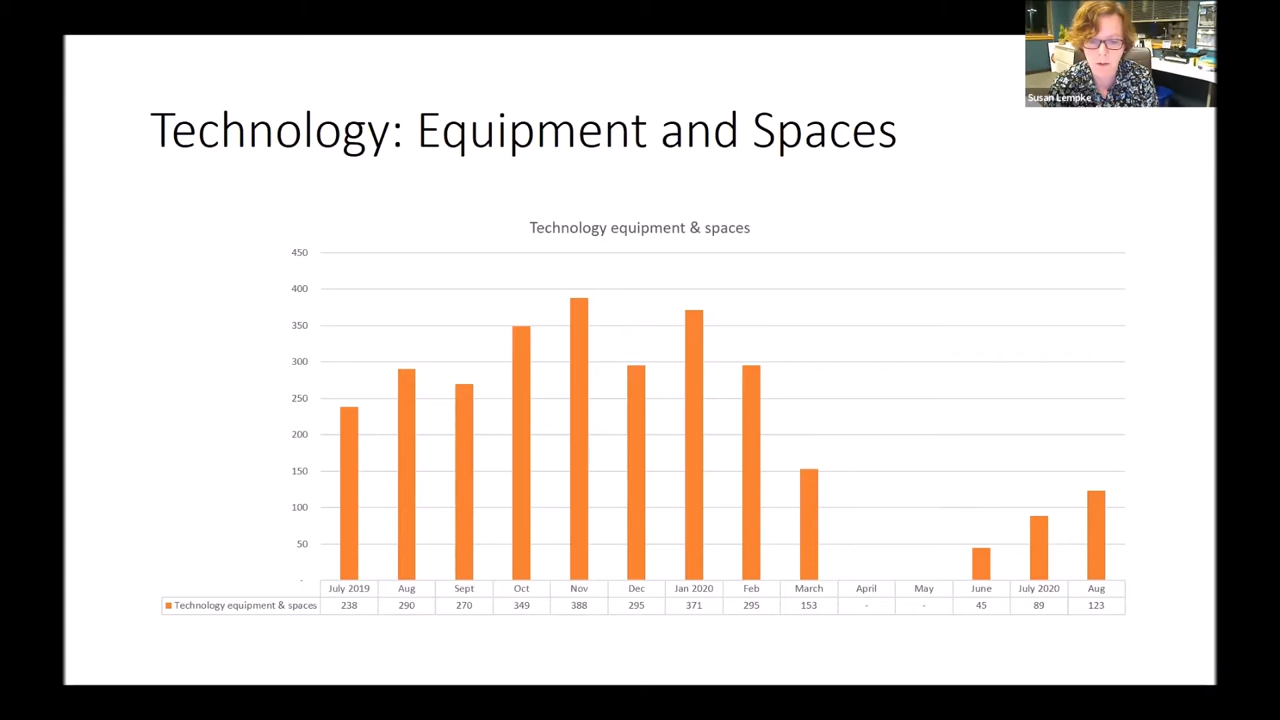 Susan Lempke
Technology: Equipment and Spaces
Technology equipment & spaces
450
400
350
300
250
200
150
100
50
-
July 2019 Aug Sept Oct Nov Dec Jan 2020 Feb March April May June July 2020 Aug
Technology equipment & spaces 238 290 270 349 388 295 371 295 153 - - 45 89 123